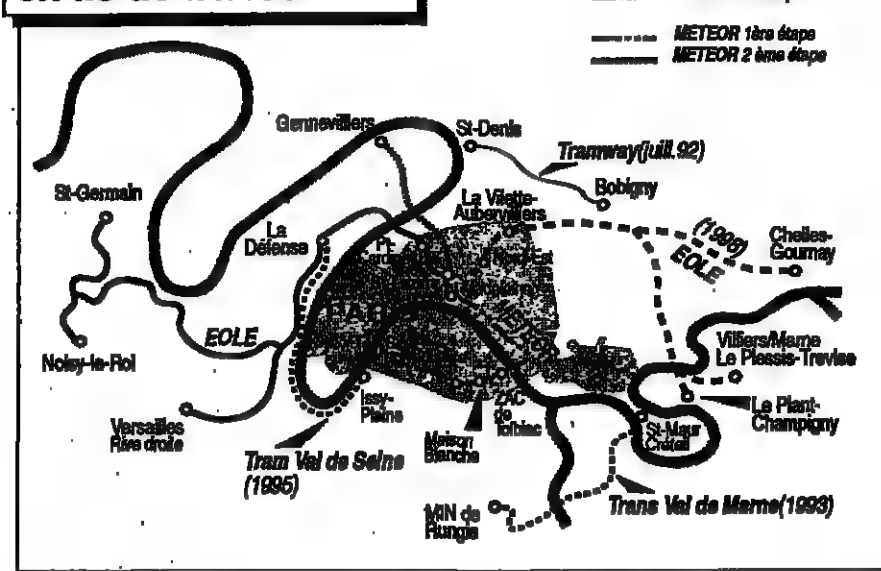 METEOR 1ère étape
METEOR 2 ème étape
Gennevilliers
St-Denis
Tramway(juil.92)
Bobigny
St-Germain
La Villette-
Aubervilliers
La
Défense
(1998)
EOLE
Chelles-
Gournay
EOLE
Noisy-le-Roi
Villiers/Marne
Le Plessis-Trevise
Versailles
Rive droite
Issy-
Plaine
Maison
Blanche
ZAC
de
Tolbiac
St-Maur
Créteil
Le Plant-
Champigny
Tram Val de Seine
(1995)
MIN de
Rungis
Trans Val de Marne(1993)